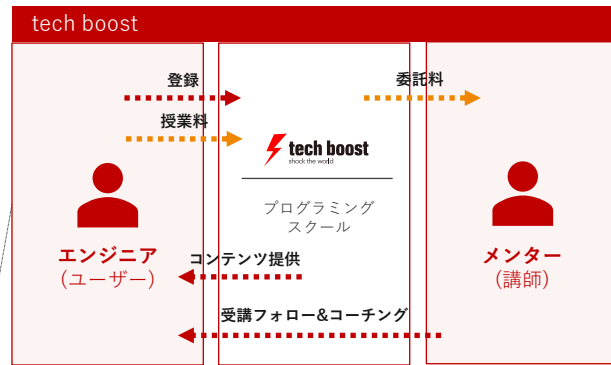 tech boost
登録
委託料
授業料
tech boost
shock the world
プログラミング
スクール
エンジニア
（ユーザー）
コンテンツ提供
メンター
（講師）
受講フォロー&コーチング